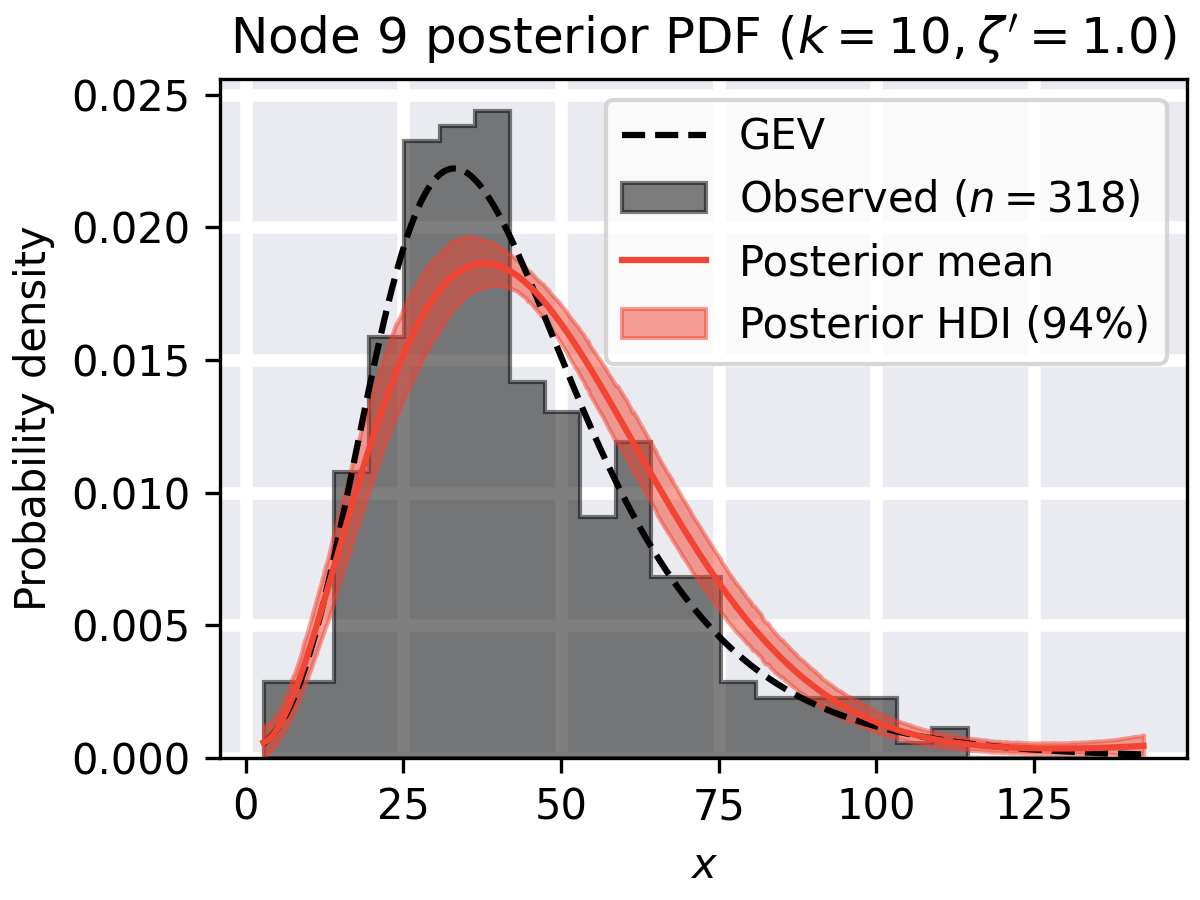 Node 9 posterior PDF (k = 10, ζ′ = 1.0)
Probability density
0.025
0.020
0.015
0.010
0.005
0.000
GEV
Observed (n = 318)
Posterior mean
Posterior HDI (94%)
0 25 50 75 100 125
x